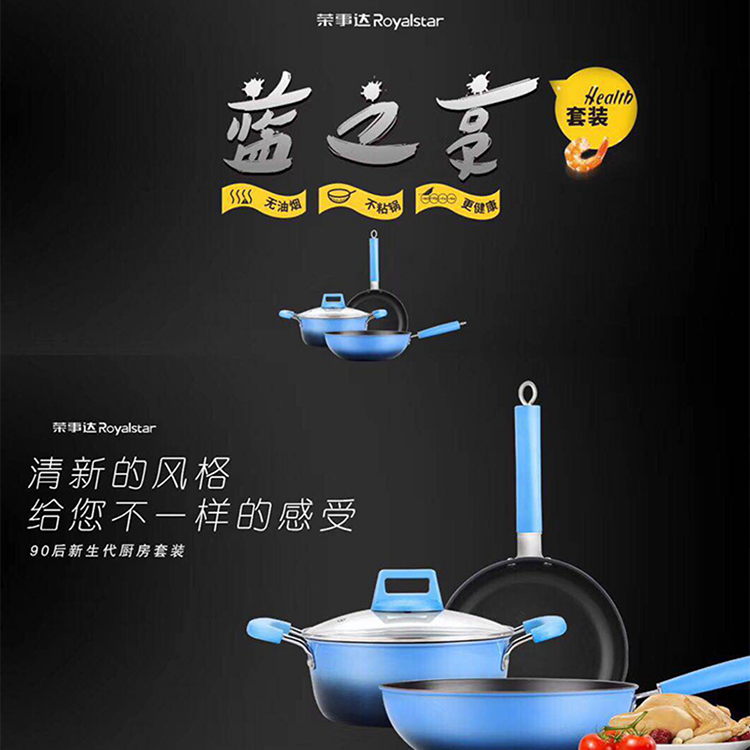 荣事达Royalstar
蓝之享
Health
套装
无油烟 不粘锅 更健康
荣事达Royalstar
清新的风格
给您不一样的感受
90后新生代厨房套装